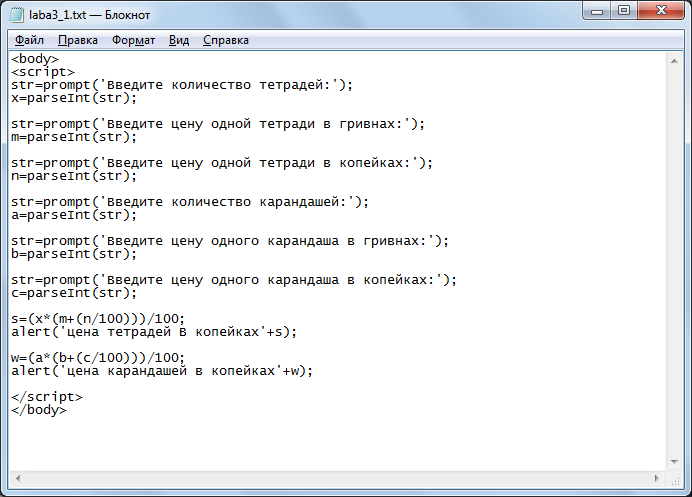 laba3_1.txt — Блокнот
Файл Правка Формат Вид Справка
<body>
<script>
str=prompt('Введите количество тетрадей:');
x=parseInt(str);
str=prompt('Введите цену одной тетради в гривнах:');
m=parseInt(str);
str=prompt('Введите цену одной тетради в копейках:');
n=parseInt(str);
str=prompt('Введите количество карандашей:');
a=parseInt(str);
str=prompt('Введите цену одного карандаша в гривнах:');
b=parseInt(str);
str=prompt('Введите цену одного карандаша в копейках:');
c=parseInt(str);
s=(x*(m+(n/100)))/100;
alert('цена тетрадей В копейках'+s);
w=(a*(b+(c/100)))/100;
alert('цена карандашей в копейках'+w);
</script>
</body>